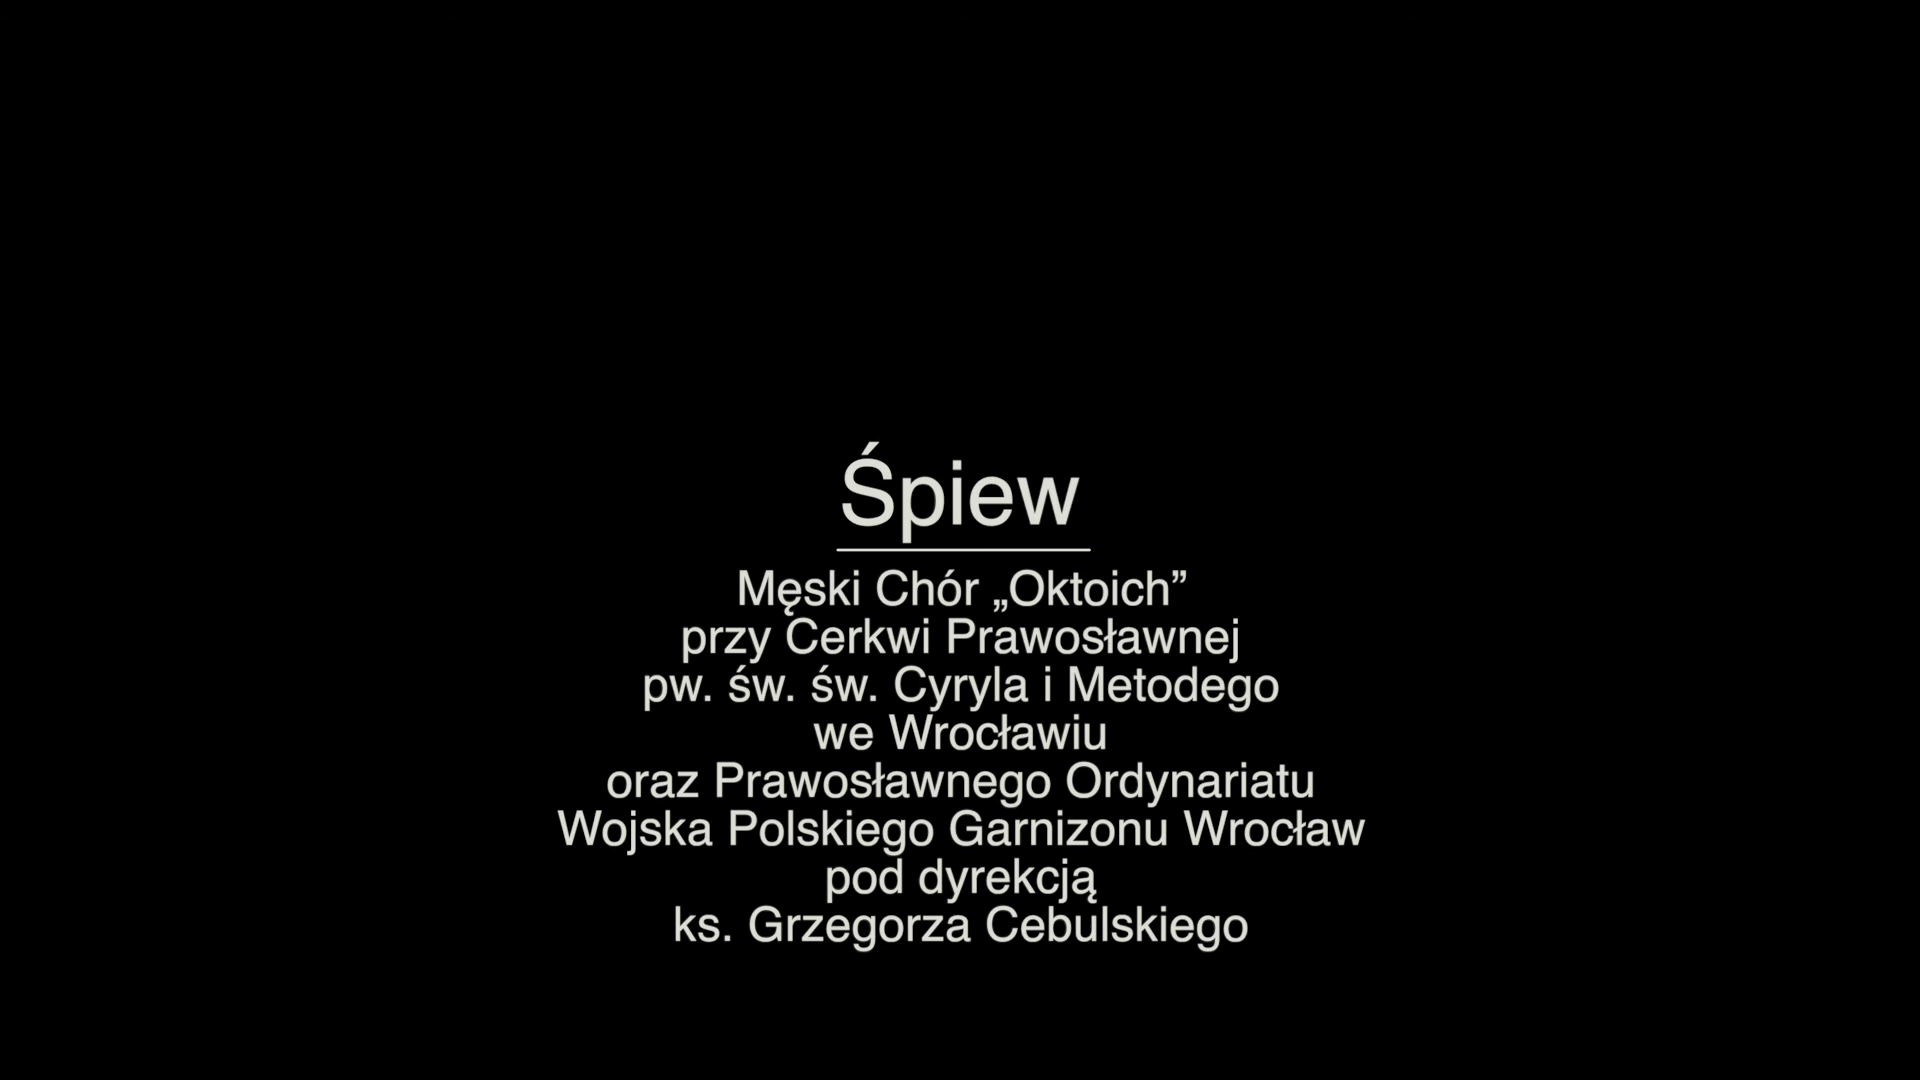 Śpiew
Męski Chór „Oktoich”
przy Cerkwi Prawosławnej
pw. św. św. Cyryla i Metodego
we Wrocławiu
oraz Prawosławnego Ordynariatu
Wojska Polskiego Garnizonu Wrocław
pod dyrekcją
ks. Grzegorza Cebulskiego